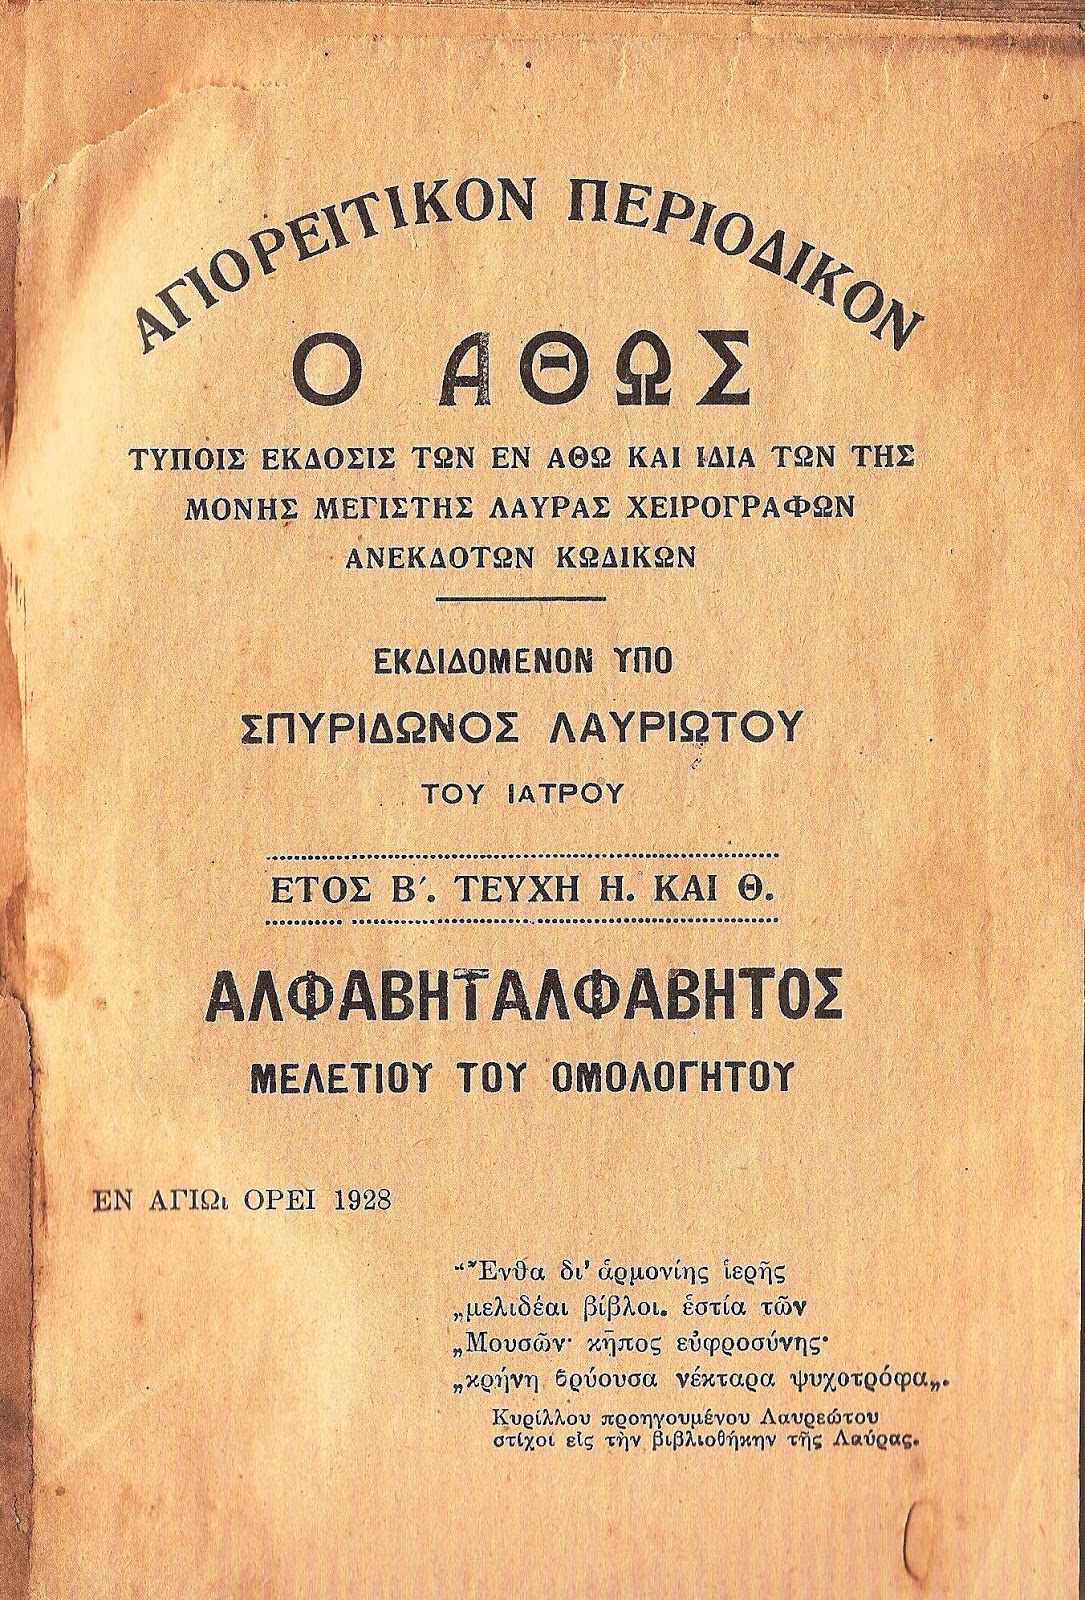 ΑΓΙΟΡΕΙΤΙΚΟΝ ΠΕΡΙΟΔΙΚΟΝ
Ο ΑΘΩΣ
ΤΥΠΟΙΣ ΕΚΔΟΣΙΣ ΤΩΝ ΕΝ ΑΘΩ ΚΑΙ ΙΔΙΑ ΤΩΝ ΤΗΣ
ΜΟΝΗΣ ΜΕΓΙΣΤΗΣ ΛΑΥΡΑΣ ΧΕΙΡΟΓΡΑΦΩΝ
ΑΝΕΚΔΟΤΩΝ ΚΩΔΙΚΩΝ
ΕΚΔΙΔΟΜΕΝΟΝ ΥΠΟ
ΣΠΥΡΙΔΩΝΟΣ ΛΑΥΡΙΩΤΟΥ
ΤΟΥ ΙΑΤΡΟΥ
ΕΤΟΣ Β΄. ΤΕΥΧΗ Η. ΚΑΙ Θ.
ΑΛΦΑΒΗΤΑΛΦΑΒΗΤΟΣ
ΜΕΛΕΤΙΟΥ ΤΟΥ ΟΜΟΛΟΓΗΤΟΥ
ΕΝ ΑΓΙΩι ΟΡΕΙ 1928
“Ἔνθα δι' ἁρμονίης ἱερῆς
„μελιδέαι βίβλοι. ἑστία τῶν
„Μουσῶν· κῆπος εὐφροσύνης·
„κρήνη βρύουσα νέκταρα ψυχοτρόφα„.
Κυρίλλου προηγουμένου Λαυρεώτου
στίχοι εἰς τὴν βιβλιοθήκην τῆς Λαύρας.